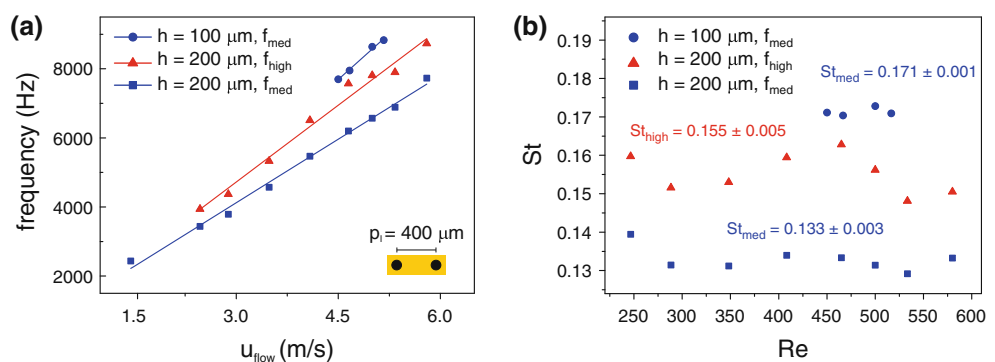 (a)
h = 100 μm, f_med
h = 200 μm, f_high
h = 200 μm, f_med
8000
6000
4000
2000
frequency (Hz)
p_l = 400 μm
1.5 3.0 4.5 6.0
u_flow (m/s)
(b)
0.19
0.18
0.17
0.16
0.15
0.14
0.13
St
h = 100 μm, f_med
h = 200 μm, f_high
h = 200 μm, f_med
St_med = 0.171 ± 0.001
St_high = 0.155 ± 0.005
St_med = 0.133 ± 0.003
250 300 350 400 450 500 550 600
Re